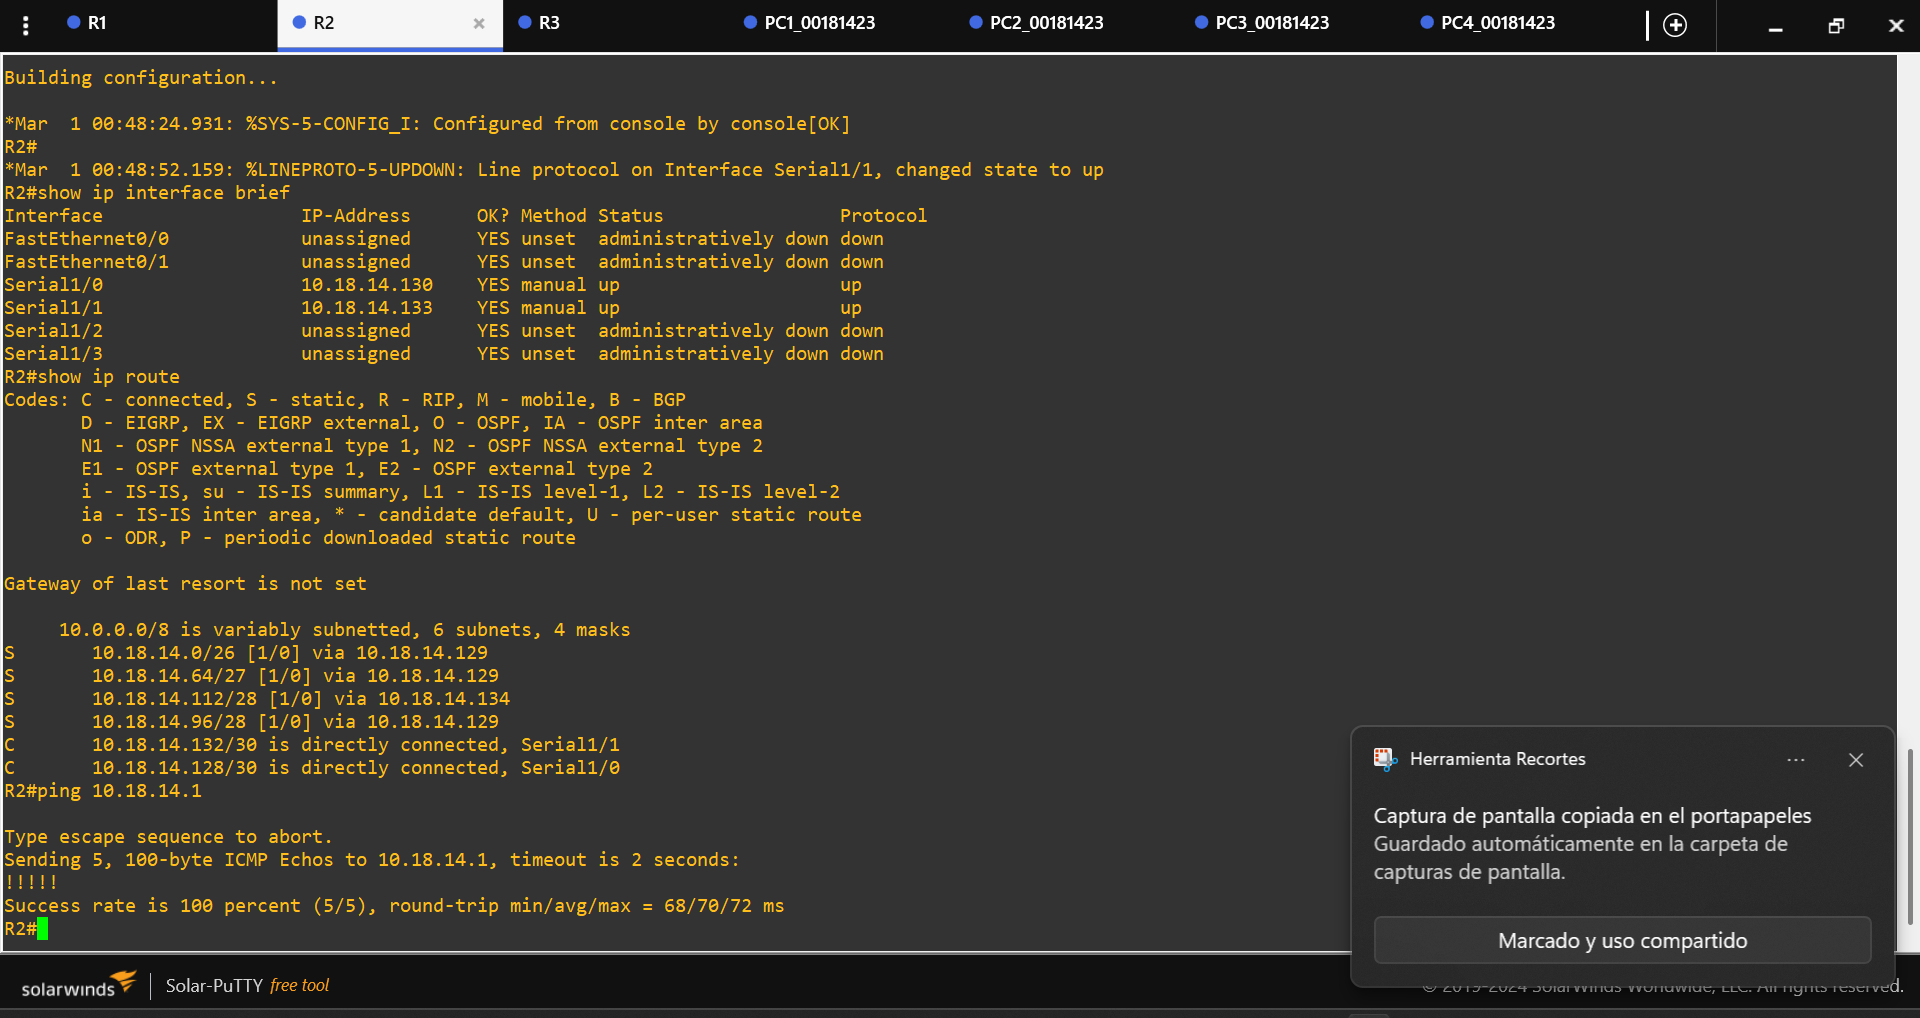 R1
R2
R3
PC1_00181423
PC2_00181423
PC3_00181423
PC4_00181423
Building configuration...
*Mar  1 00:48:24.931: %SYS-5-CONFIG_I: Configured from console by console[OK]
R2#
*Mar  1 00:48:52.159: %LINEPROTO-5-UPDOWN: Line protocol on Interface Serial1/1, changed state to up
R2#show ip interface brief
Interface                  IP-Address      OK? Method Status                Protocol
FastEthernet0/0            unassigned      YES unset  administratively down down
FastEthernet0/1            unassigned      YES unset  administratively down down
Serial1/0                  10.18.14.130    YES manual up                    up
Serial1/1                  10.18.14.133    YES manual up                    up
Serial1/2                  unassigned      YES unset  administratively down down
Serial1/3                  unassigned      YES unset  administratively down down
R2#show ip route
Codes: C - connected, S - static, R - RIP, M - mobile, B - BGP
       D - EIGRP, EX - EIGRP external, O - OSPF, IA - OSPF inter area
       N1 - OSPF NSSA external type 1, N2 - OSPF NSSA external type 2
       E1 - OSPF external type 1, E2 - OSPF external type 2
       i - IS-IS, su - IS-IS summary, L1 - IS-IS level-1, L2 - IS-IS level-2
       ia - IS-IS inter area, * - candidate default, U - per-user static route
       o - ODR, P - periodic downloaded static route
Gateway of last resort is not set
     10.0.0.0/8 is variably subnetted, 6 subnets, 4 masks
S       10.18.14.0/26 [1/0] via 10.18.14.129
S       10.18.14.64/27 [1/0] via 10.18.14.129
S       10.18.14.112/28 [1/0] via 10.18.14.134
S       10.18.14.96/28 [1/0] via 10.18.14.129
C       10.18.14.132/30 is directly connected, Serial1/1
C       10.18.14.128/30 is directly connected, Serial1/0
R2#ping 10.18.14.1
Type escape sequence to abort.
Sending 5, 100-byte ICMP Echos to 10.18.14.1, timeout is 2 seconds:
!!!!!
Success rate is 100 percent (5/5), round-trip min/avg/max = 68/70/72 ms
R2#
Herramienta Recortes
Captura de pantalla copiada en el portapapeles
Guardado automáticamente en la carpeta de
capturas de pantalla.
Marcado y uso compartido
solarwinds
Solar-PuTTY free tool
© 2019-2024 SolarWinds Worldwide, LLC. All rights reserved.